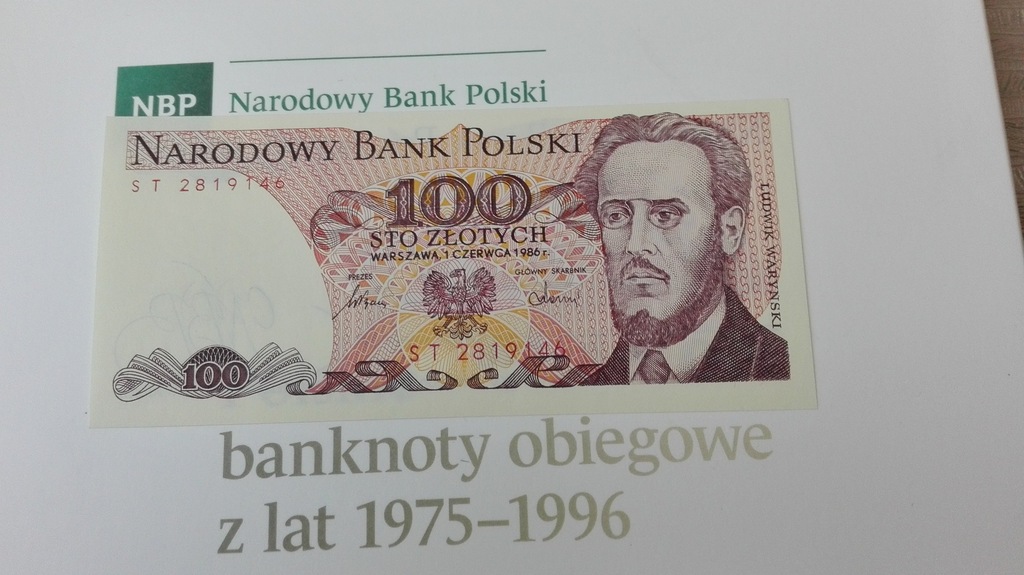 NBP
Narodowy Bank Polski
NARODOWY BANK POLSKI
ST 2819146
100
STO ZŁOTYCH
WARSZAWA, 1 CZERWCA 1986 r.
PREZES
GŁÓWNY SKARBNIK
ST 2819146
100
LUDWIK WARYŃSKI
banknoty obiegowe
z lat 1975–1996